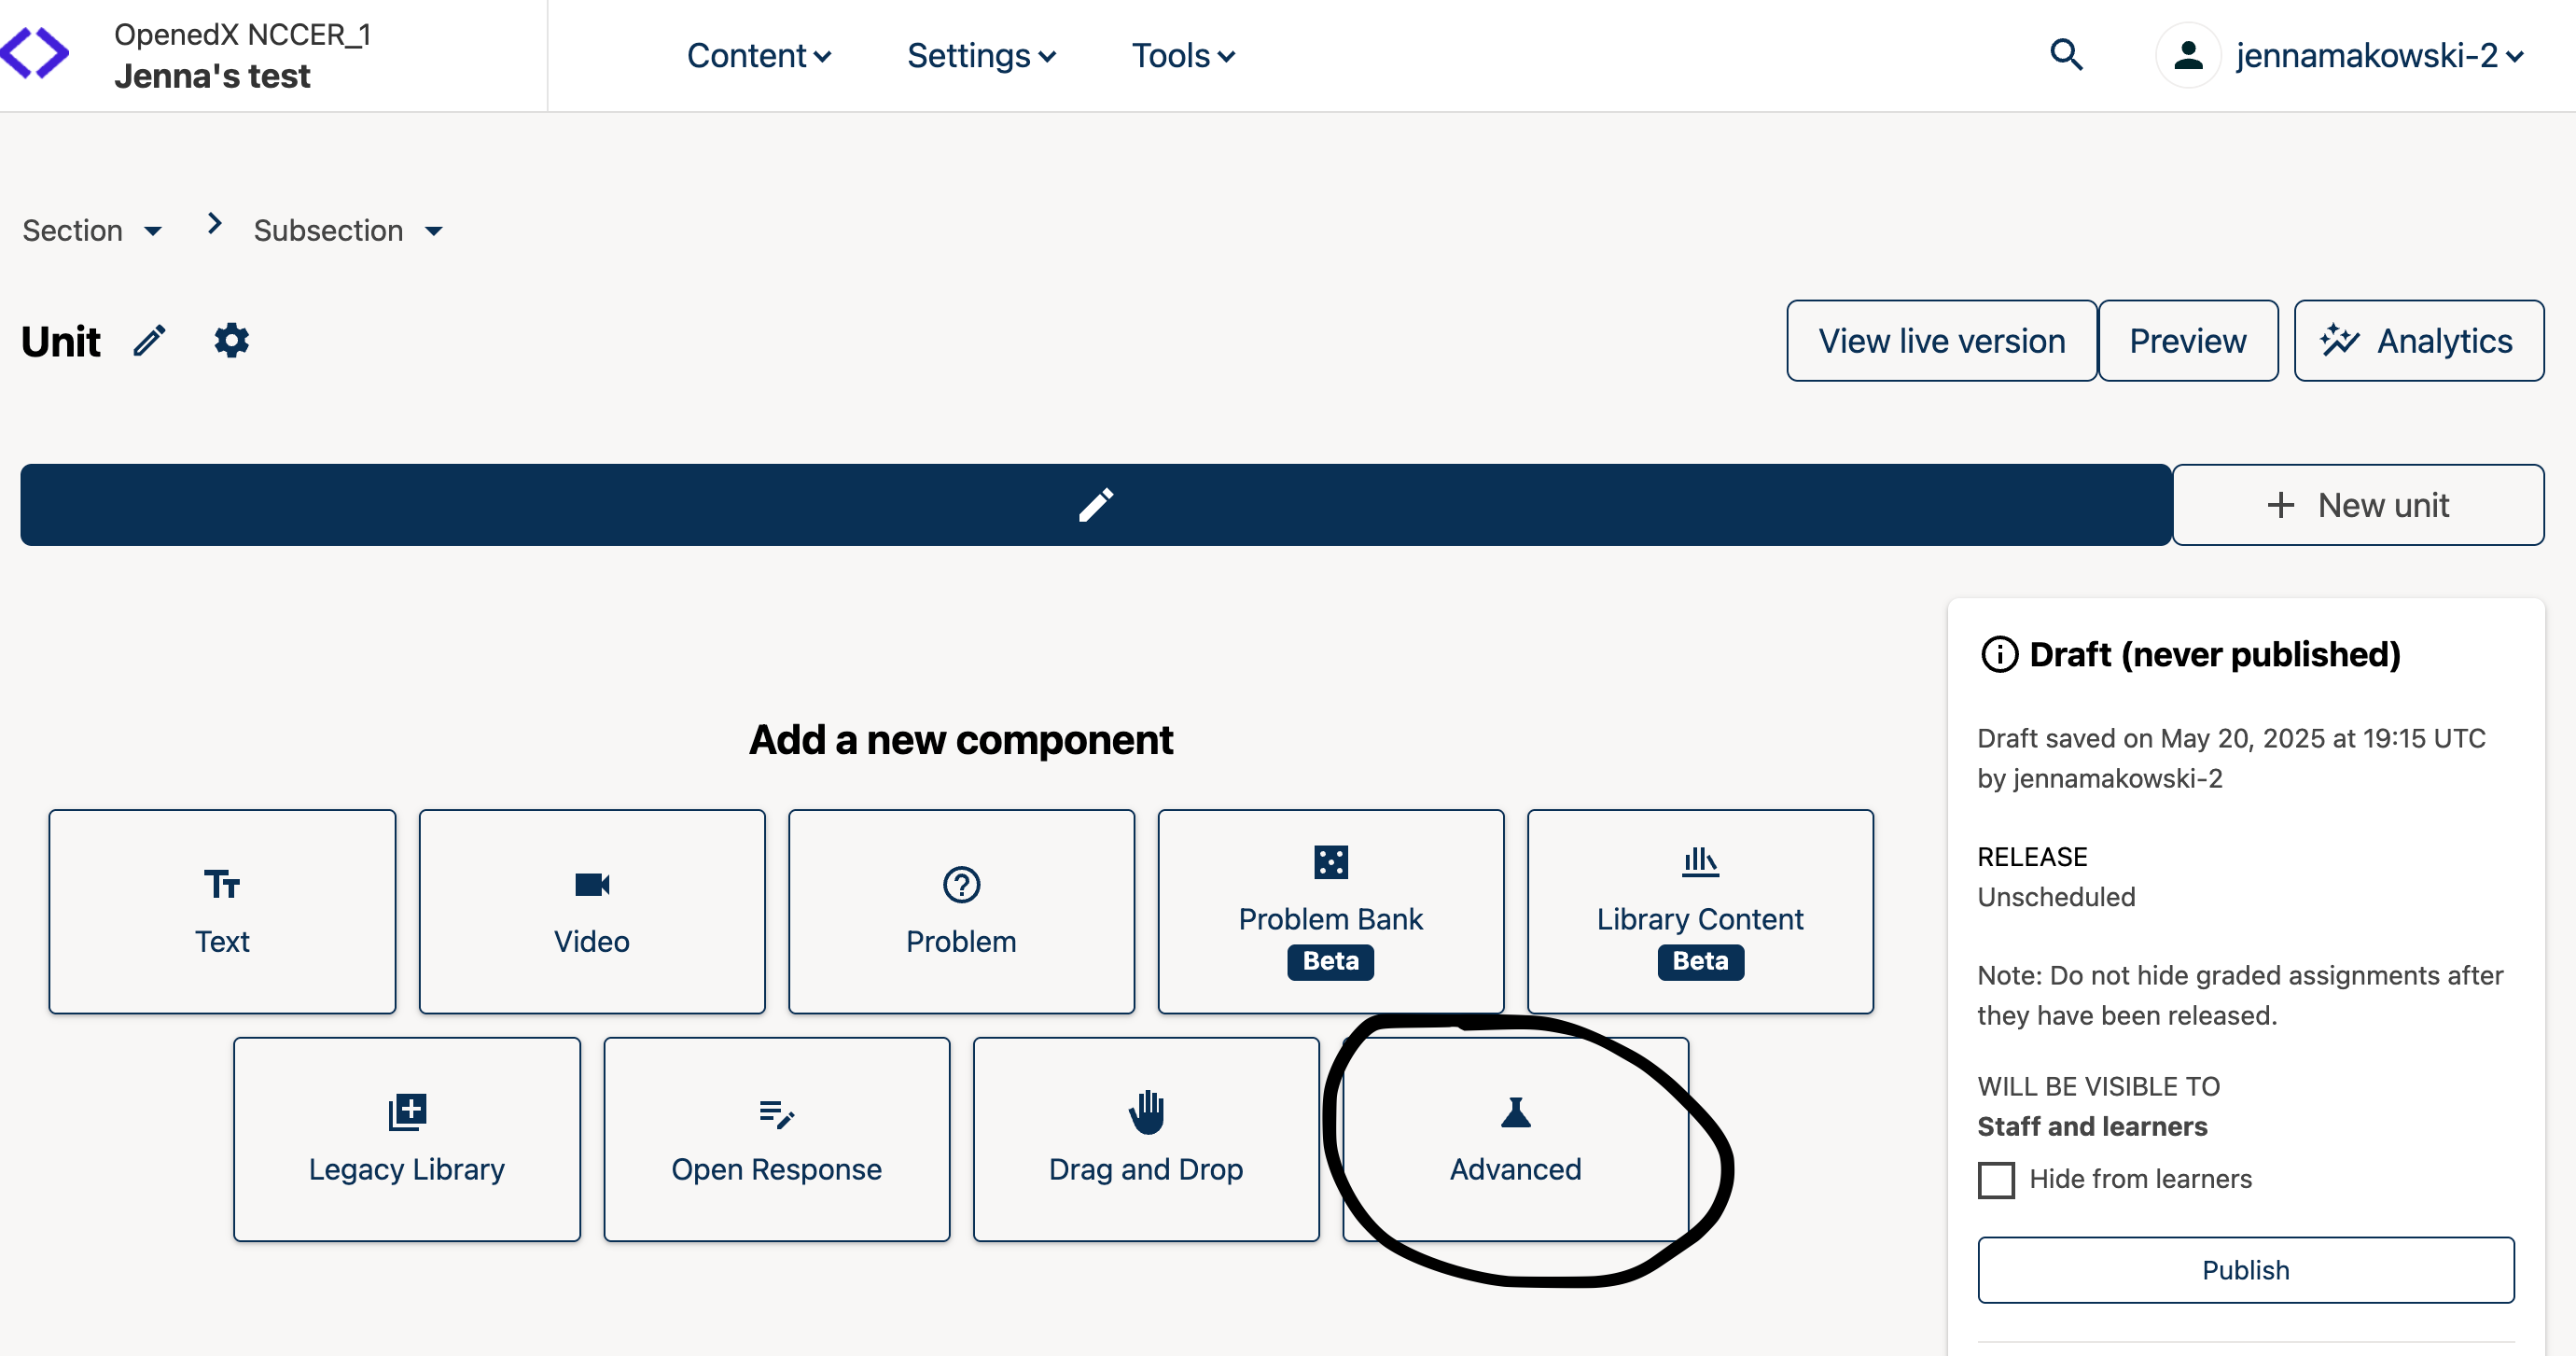 OpenedX NCCER_1
Jenna's test
Content
Settings
Tools
jennamakowski-2
Section
Subsection
Unit
View live version
Preview
Analytics
New unit
Add a new component
Text
Video
Problem
Problem Bank
Beta
Library Content
Beta
Legacy Library
Open Response
Drag and Drop
Advanced
Draft (never published)
Draft saved on May 20, 2025 at 19:15 UTC
by jennamakowski-2
RELEASE
Unscheduled
Note: Do not hide graded assignments after
they have been released.
WILL BE VISIBLE TO
Staff and learners
Hide from learners
Publish